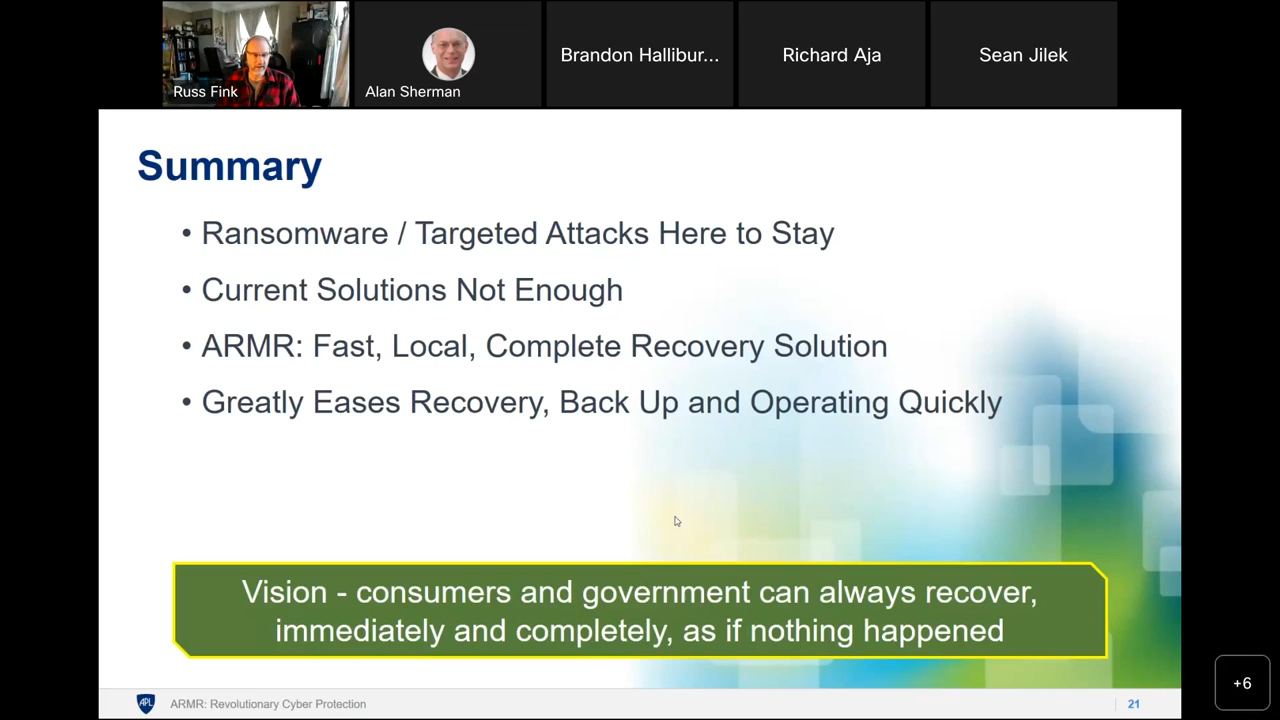 Russ Fink
Alan Sherman
Brandon Hallibur...
Richard Aja
Sean Jilek
Summary
• Ransomware / Targeted Attacks Here to Stay
• Current Solutions Not Enough
• ARMR: Fast, Local, Complete Recovery Solution
• Greatly Eases Recovery, Back Up and Operating Quickly
Vision - consumers and government can always recover,
immediately and completely, as if nothing happened
APL
ARMR: Revolutionary Cyber Protection
21
+6